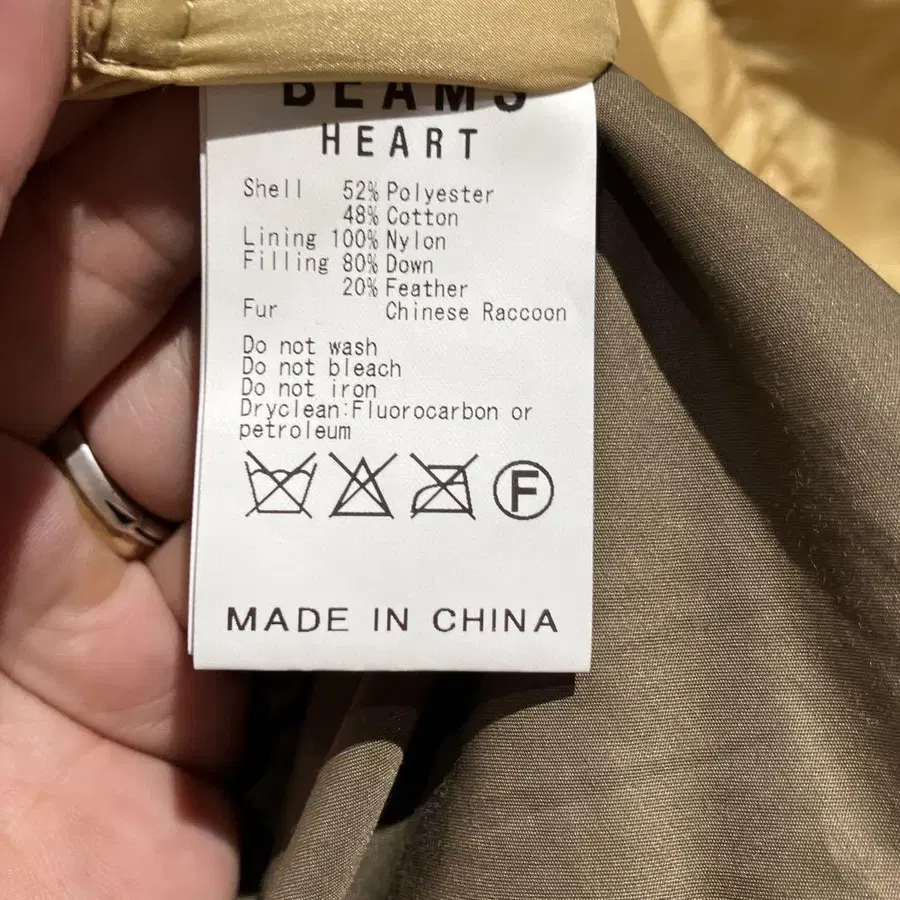 BEAMS
HEART
Shell 52% Polyester
48% Cotton
Lining 100% Nylon
Filling 80% Down
20% Feather
Fur Chinese Raccoon
Do not wash
Do not bleach
Do not iron
Dryclean:Fluorocarbon or
petroleum
F
MADE IN CHINA